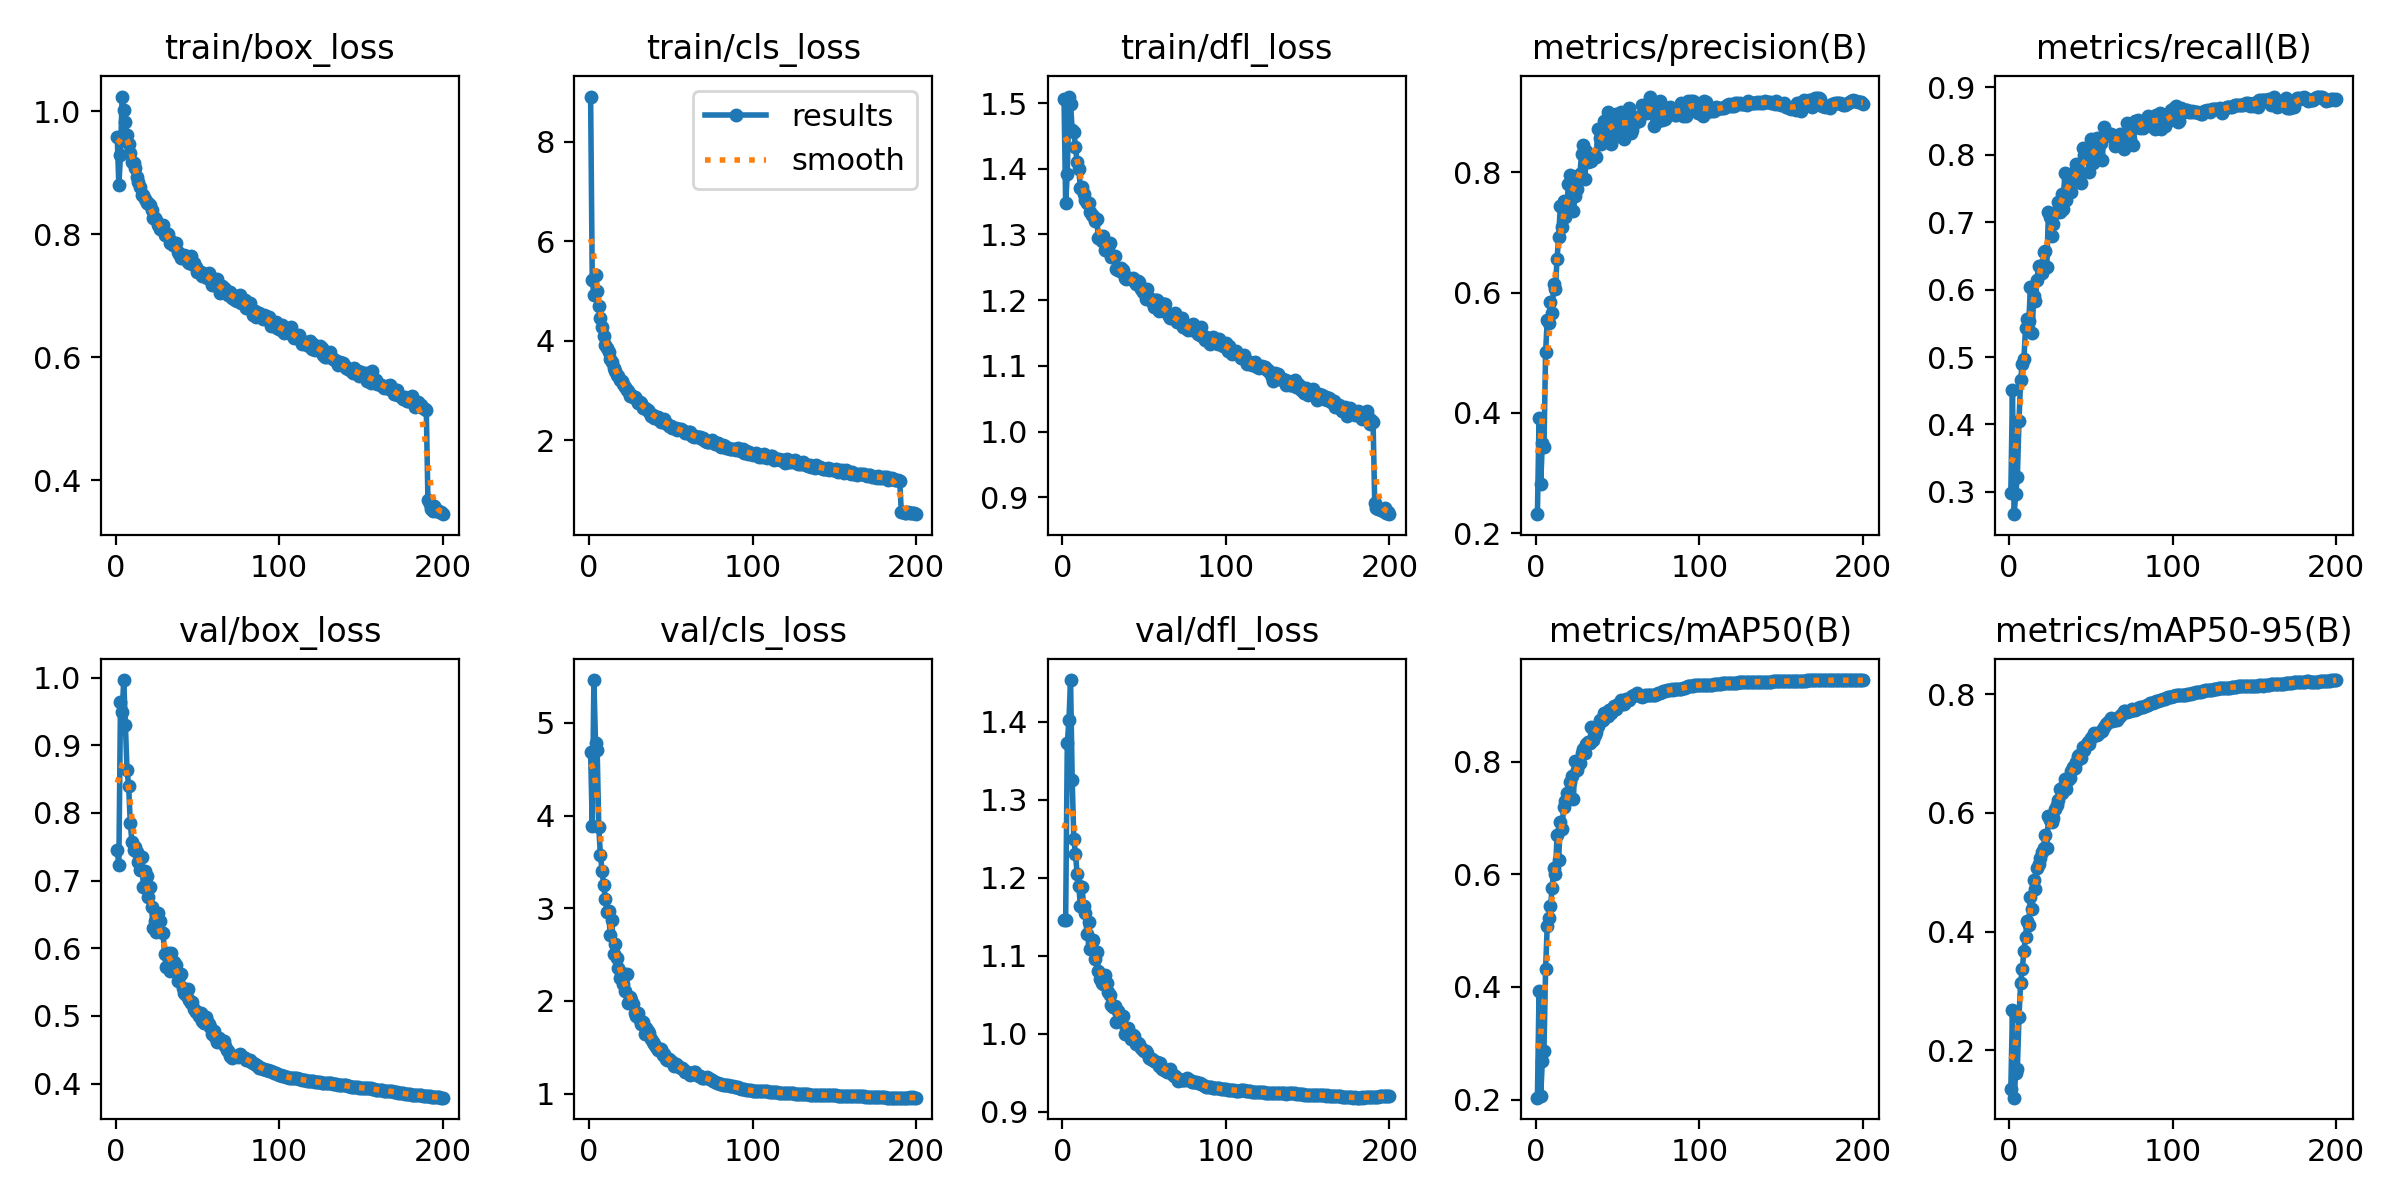 train/box_loss
1.0
0.8
0.6
0.4
0 100 200
train/cls_loss
results
smooth
8
6
4
2
0 100 200
train/dfl_loss
1.5
1.4
1.3
1.2
1.1
1.0
0.9
0 100 200
metrics/precision(B)
0.8
0.6
0.4
0.2
0 100 200
metrics/recall(B)
0.9
0.8
0.7
0.6
0.5
0.4
0.3
0 100 200
val/box_loss
1.0
0.9
0.8
0.7
0.6
0.5
0.4
0 100 200
val/cls_loss
5
4
3
2
1
0 100 200
val/dfl_loss
1.4
1.3
1.2
1.1
1.0
0.9
0 100 200
metrics/mAP50(B)
0.8
0.6
0.4
0.2
0 100 200
metrics/mAP50-95(B)
0.8
0.6
0.4
0.2
0 100 200